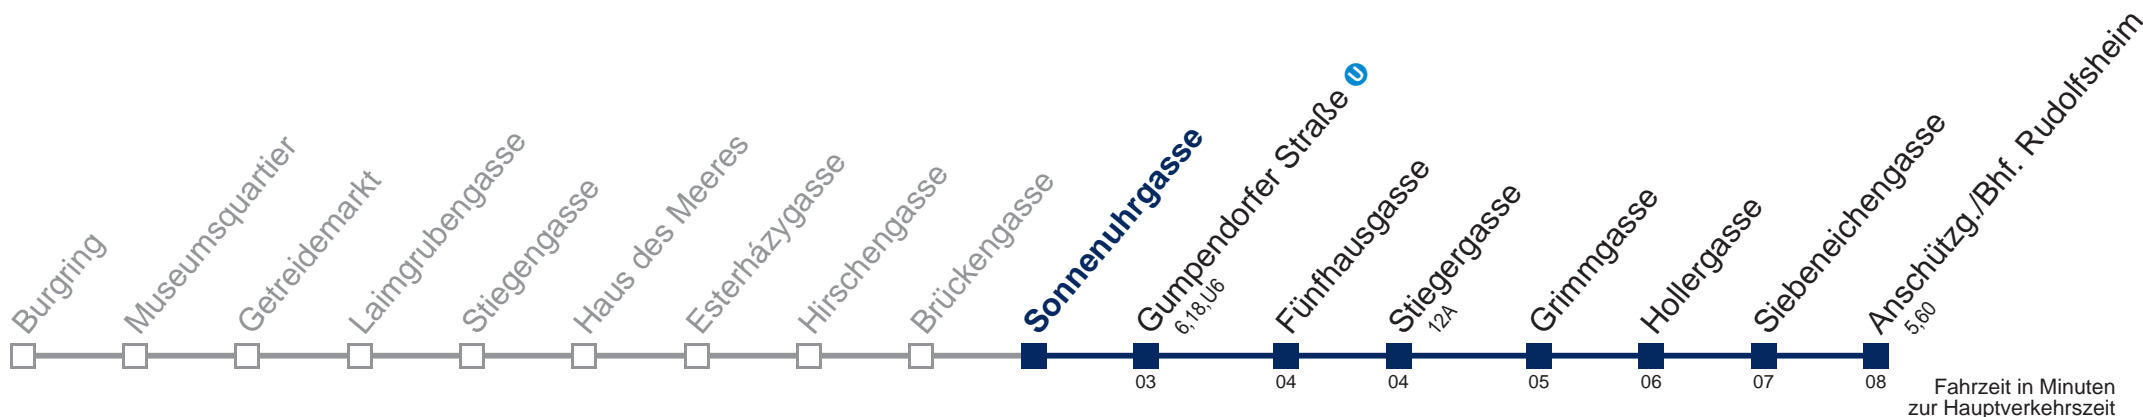 Burgring
Museumsquartier
Getreidemarkt
Laimgrubengasse
Stiegengasse
Haus des Meeres
Esterházygasse
Hirschengasse
Brückengasse
Sonnenuhrgasse
Gumpendorfer Straße U
6,18,U6
Fünfhausgasse
Stiegergasse
12A
Grimmgasse
Hollergasse
Siebeneichengasse
Anschützg./Bhf. Rudolfsheim
5,60
03
04
04
05
06
07
08
Fahrzeit in Minuten
zur Hauptverkehrszeit